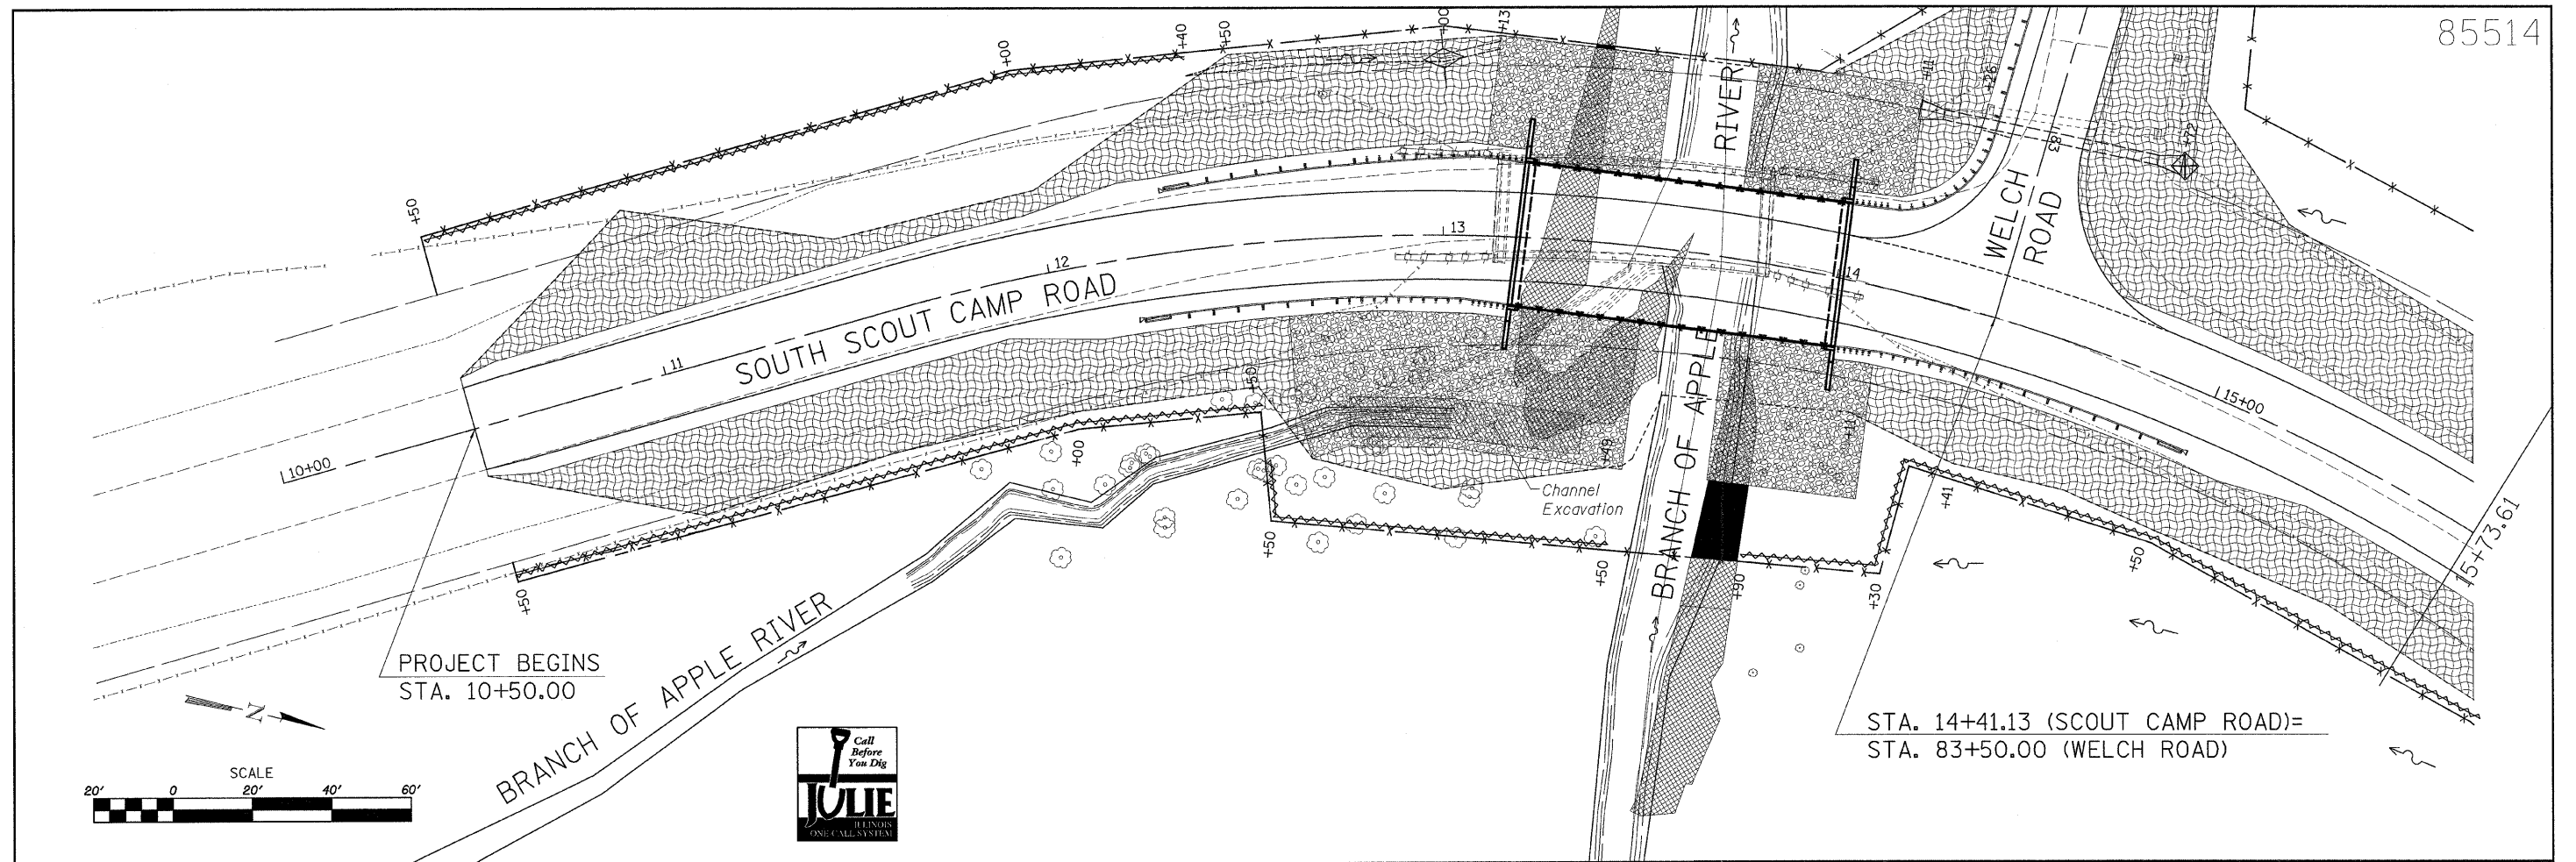 85514
+00
+40
+50
+00
+13
+11
+26
+72
83
+50
RIVER
WELCH
ROAD
10+00
11
12
13
14
15+00
SOUTH SCOUT CAMP ROAD
BRANCH OF APPLE
+50
+49
+11
+00
Channel
Excavation
+50
+50
+50
+90
+30
+41
+50
15+73.61
PROJECT BEGINS
STA. 10+50.00
N
BRANCH OF APPLE RIVER
STA. 14+41.13 (SCOUT CAMP ROAD)=
STA. 83+50.00 (WELCH ROAD)
SCALE
20' 0 20' 40' 60'
Call
Before
You Dig
JULIE
ILLINOIS
ONE CALL SYSTEM